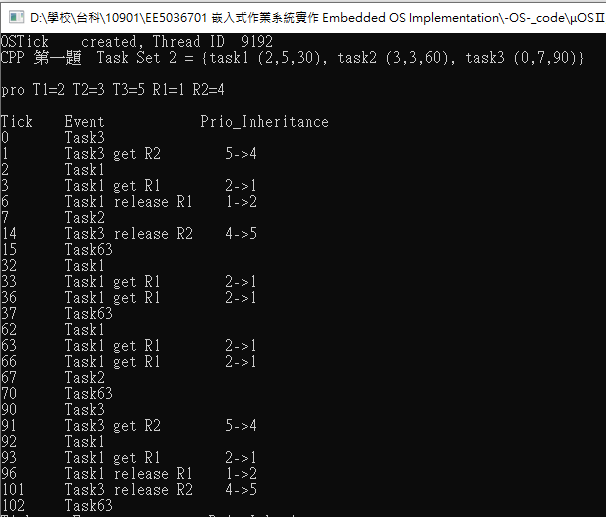 D:\學校\台科\10901\EE5036701 嵌入式作業系統實作 Embedded OS Implementation\-OS-_code\μOSⅡ
OSTick    created, Thread ID  9192
CPP 第一題  Task Set 2 = {task1 (2,5,30), task2 (3,3,60), task3 (0,7,90)}
pro T1=2 T2=3 T3=5 R1=1 R2=4
Tick    Event            Prio_Inheritance
0       Task3
1       Task3 get R2        5->4
2       Task1
3       Task1 get R1        2->1
6       Task1 release R1    1->2
7       Task2
14      Task3 release R2    4->5
15      Task63
32      Task1
33      Task1 get R1        2->1
36      Task1 get R1        2->1
37      Task63
62      Task1
63      Task1 get R1        2->1
66      Task1 get R1        2->1
67      Task2
70      Task63
90      Task3
91      Task3 get R2        5->4
92      Task1
93      Task1 get R1        2->1
96      Task1 release R1    1->2
101     Task3 release R2    4->5
102     Task63